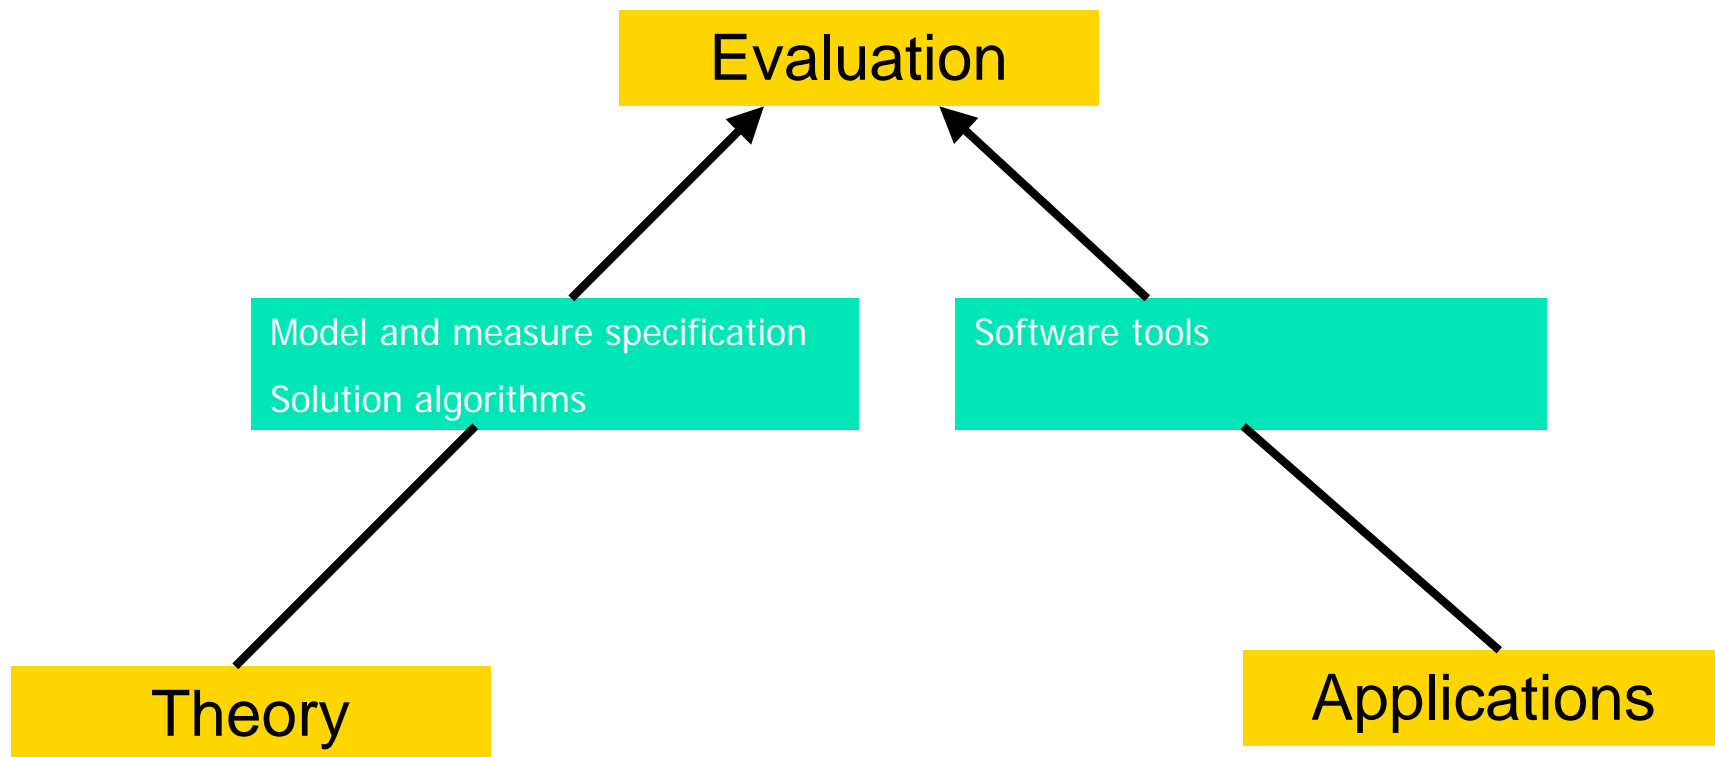 Evaluation
Model and measure specification
Solution algorithms
Software tools
Theory
Applications